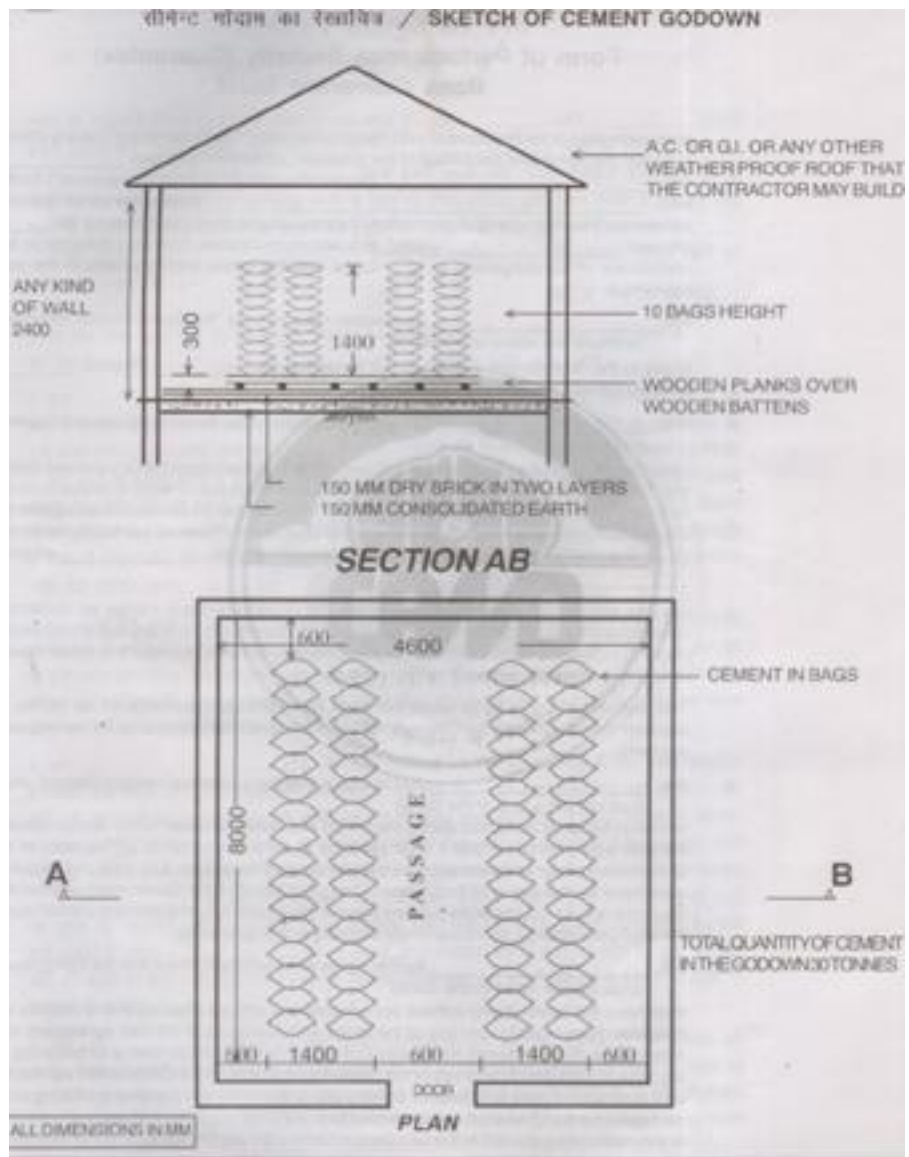 सीमेन्ट गोदाम का रेखाचित्र / SKETCH OF CEMENT GODOWN
A.C. OR G.I. OR ANY OTHER
WEATHER PROOF ROOF THAT
THE CONTRACTOR MAY BUILD
ANY KIND
OF WALL
2400
300
1400
10 BAGS HEIGHT
WOODEN PLANKS OVER
WOODEN BATTENS
150 MM DRY BRICK IN TWO LAYERS
150 MM CONSOLIDATED EARTH
SECTION AB
600
4600
CEMENT IN BAGS
8000
PASSAGE
A
B
TOTAL QUANTITY OF CEMENT
IN THE GODOWN 30 TONNES
600 1400 600 1400 600
DOOR
PLAN
ALL DIMENSIONS IN MM